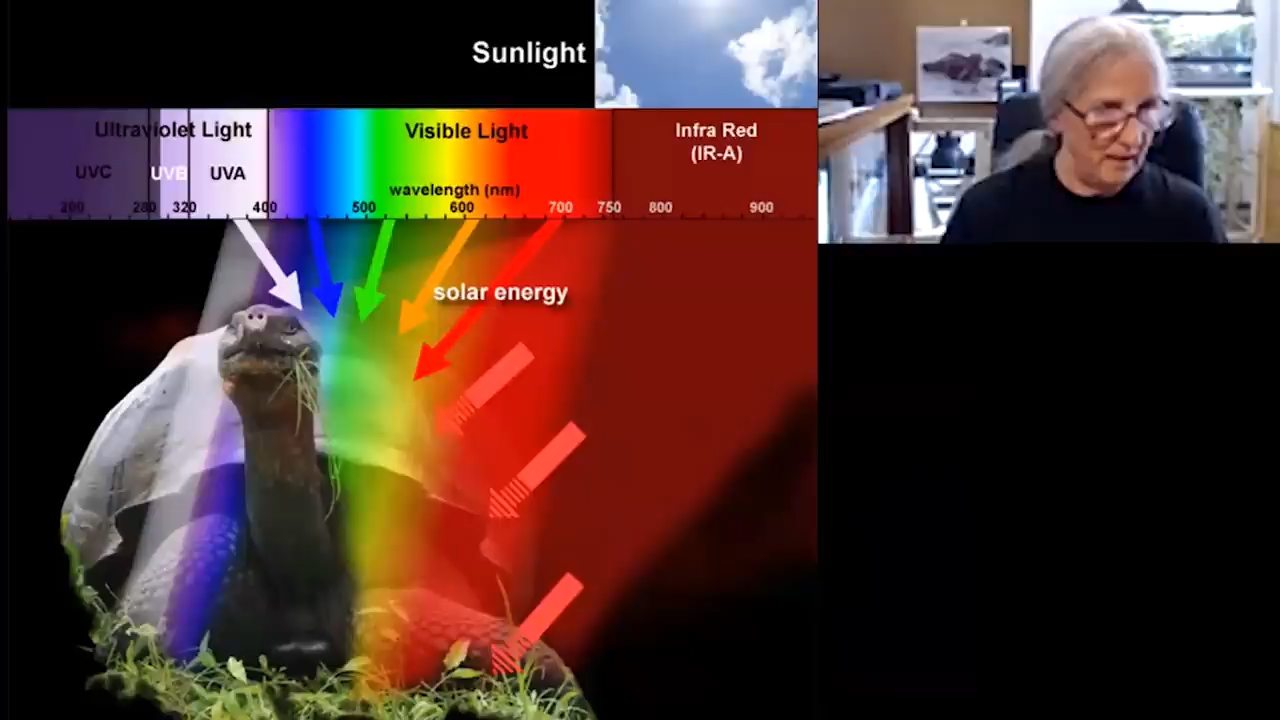 Sunlight
Ultraviolet Light
Visible Light
Infra Red
(IR-A)
UVC
UVB
UVA
wavelength (nm)
200 280 320 400 500 600 700 750 800 900
solar energy